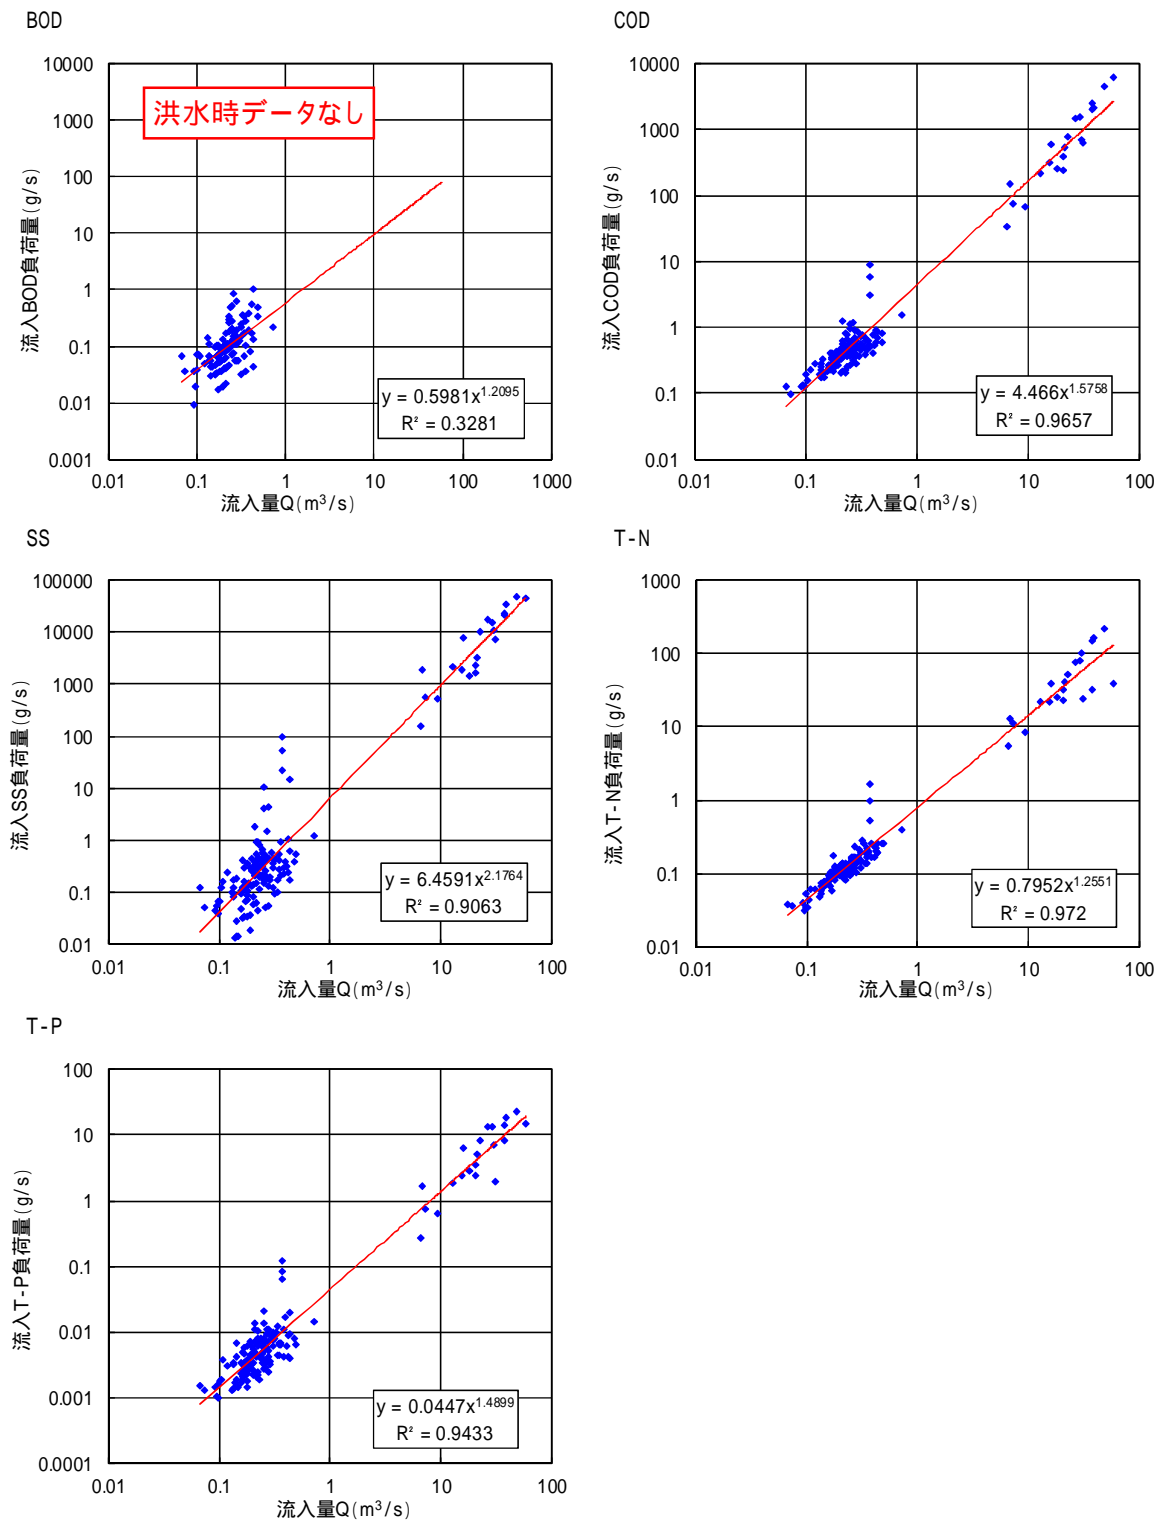 BOD
10000
1000
100
10
1
0.1
0.01
0.001
洪水時データなし
y = 0.5981x^1.2095
R² = 0.3281
0.01 0.1 1 10 100 1000
流入量Q(m³/s)
流入BOD負荷量(g/s)
COD
10000
1000
100
10
1
0.1
0.01
y = 4.466x^1.5758
R² = 0.9657
0.01 0.1 1 10 100
流入量Q(m³/s)
流入COD負荷量(g/s)
SS
100000
10000
1000
100
10
1
0.1
0.01
y = 6.4591x^2.1764
R² = 0.9063
0.01 0.1 1 10 100
流入量Q(m³/s)
流入SS負荷量(g/s)
T-N
1000
100
10
1
0.1
0.01
y = 0.7952x^1.2551
R² = 0.972
0.01 0.1 1 10 100
流入量Q(m³/s)
流入T-N負荷量(g/s)
T-P
100
10
1
0.1
0.01
0.001
0.0001
y = 0.0447x^1.4899
R² = 0.9433
0.01 0.1 1 10 100
流入量Q(m³/s)
流入T-P負荷量(g/s)